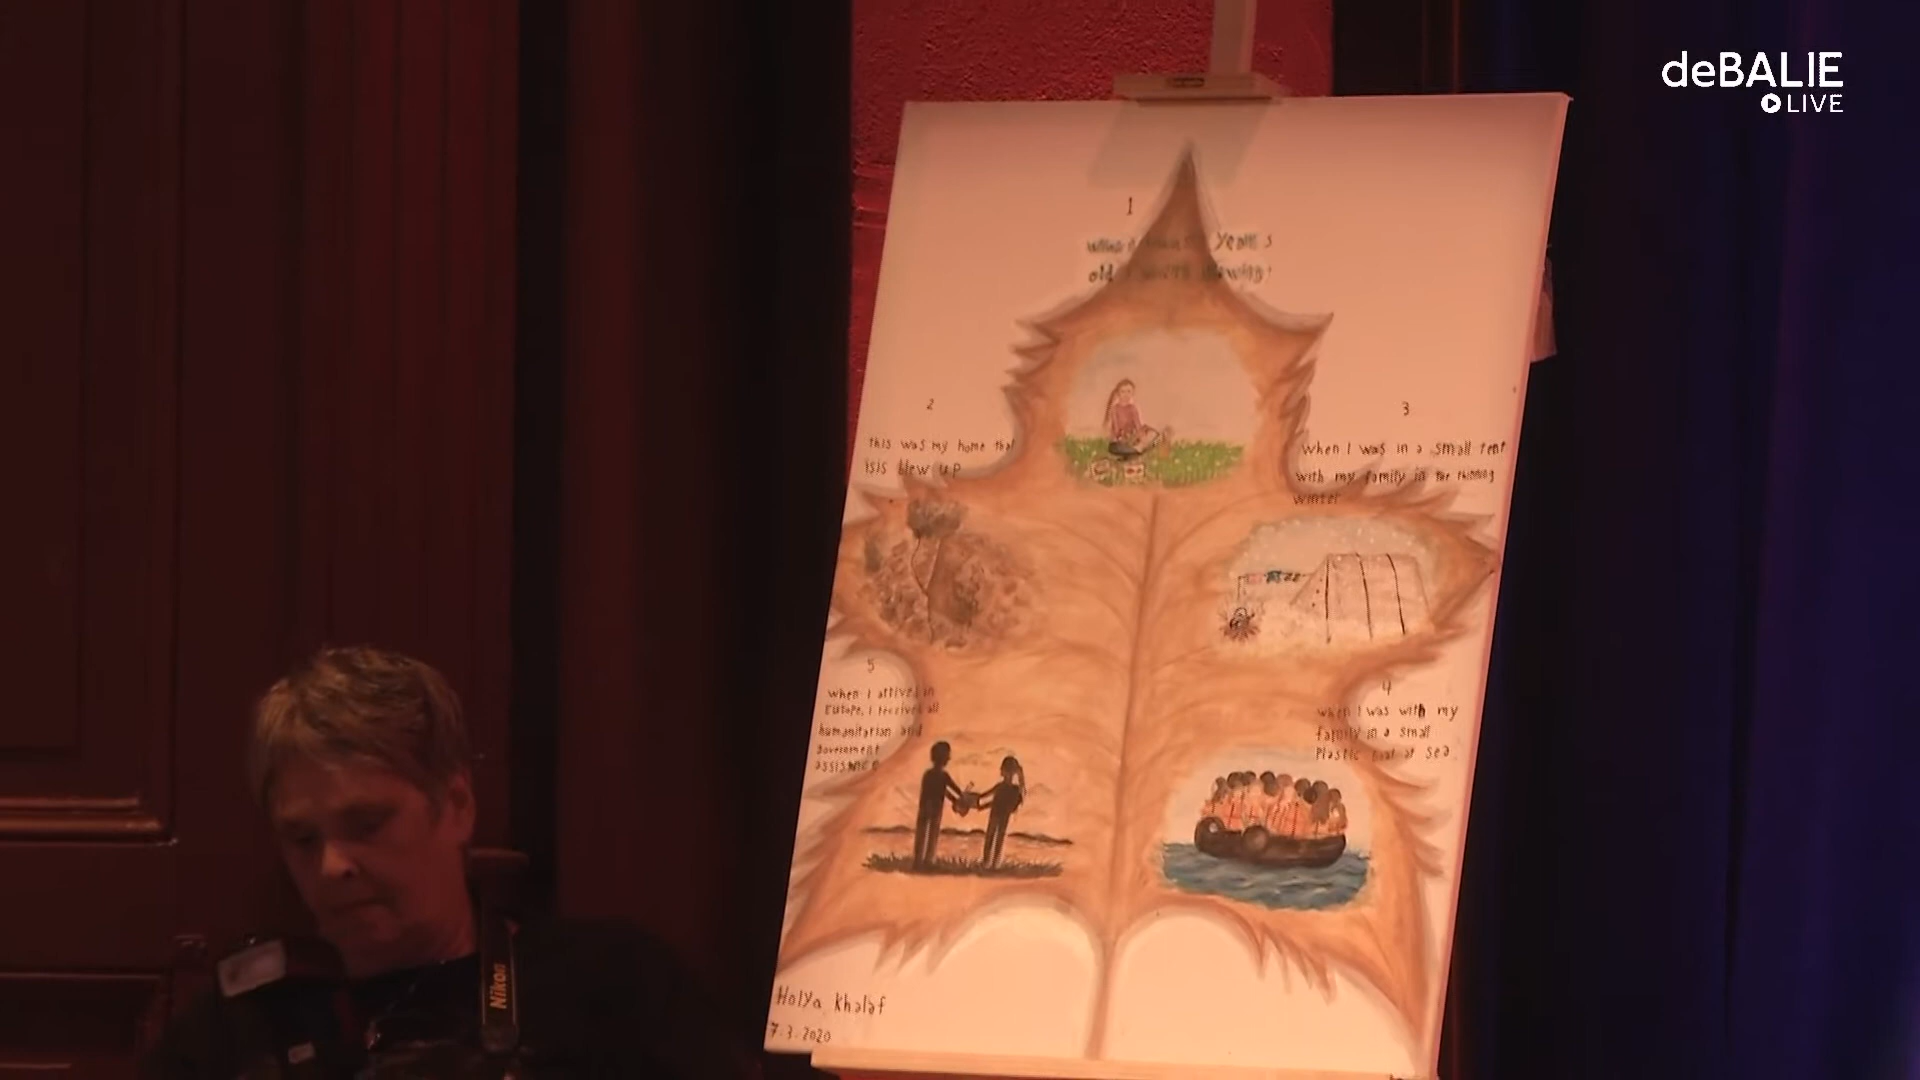 deBALIE
LIVE
1
years
old
2
3
this was my home that
isis blew up
when I was in a small tent
with my family in the
winter
5
when I arrived in
Europe, I received all
humanitarian and
government
4
when I was with my
family in a small
Plastic boat at sea
Nikon
Holya khalaf
7.3.2020